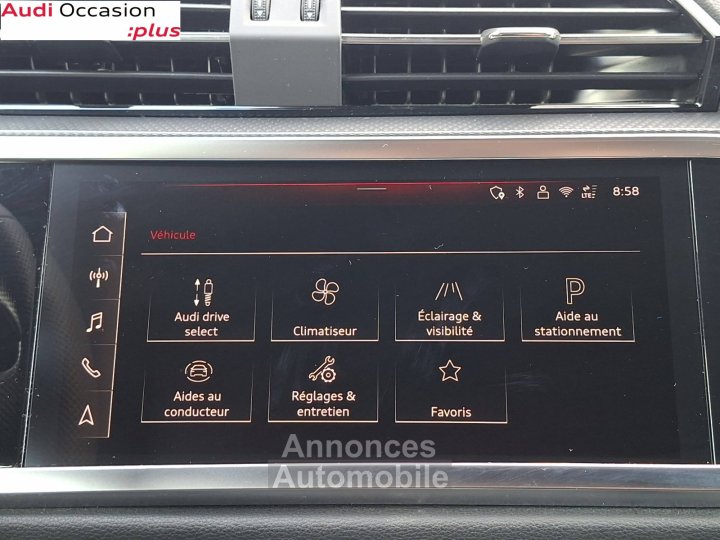 Audi Occasion
:plus
LTE
8:58
Véhicule
Audi drive
select
Climatiseur
Éclairage &
visibilité
P
Aide au
stationnement
Aides au
conducteur
Réglages &
entretien
Favoris
Annonces
Automobile